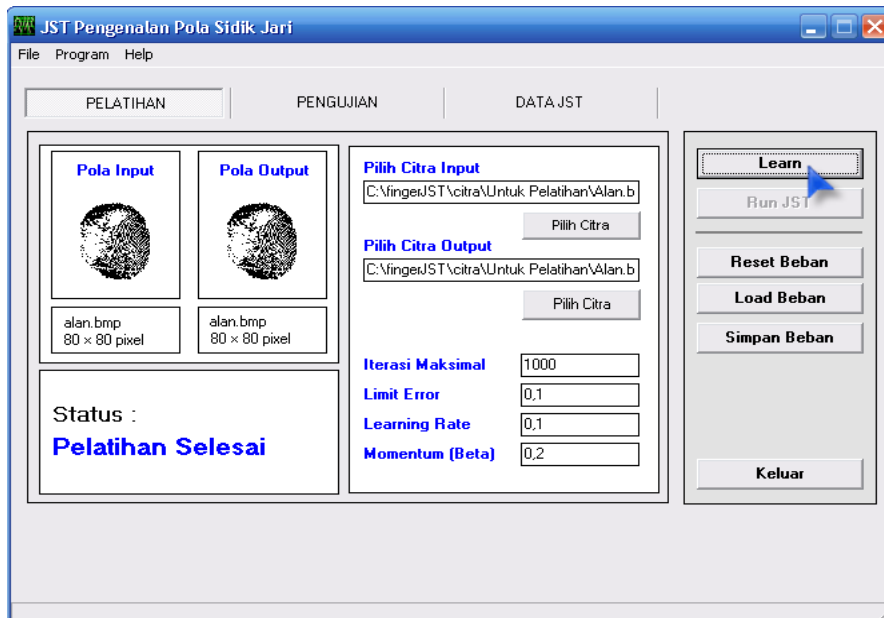 JST Pengenalan Pola Sidik Jari
File Program Help
PELATIHAN PENGUJIAN DATA JST
Pola Input
Pola Output
alan.bmp
80 × 80 pixel
alan.bmp
80 × 80 pixel
Status :
Pelatihan Selesai
Pilih Citra Input
C:\fingerJST\citra\Untuk Pelatihan\Alan.b
Pilih Citra
Pilih Citra Output
C:\fingerJST\citra\Untuk Pelatihan\Alan.b
Pilih Citra
Iterasi Maksimal 1000
Limit Error 0,1
Learning Rate 0,1
Momentum (Beta) 0,2
Learn
Run JST
Reset Beban
Load Beban
Simpan Beban
Keluar